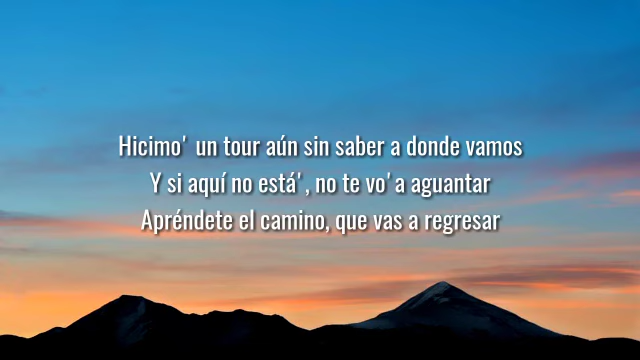 Hicimo' un tour aún sin saber a donde vamos
Y si aquí no está', no te vo'a aguantar
Apréndete el camino, que vas a regresar